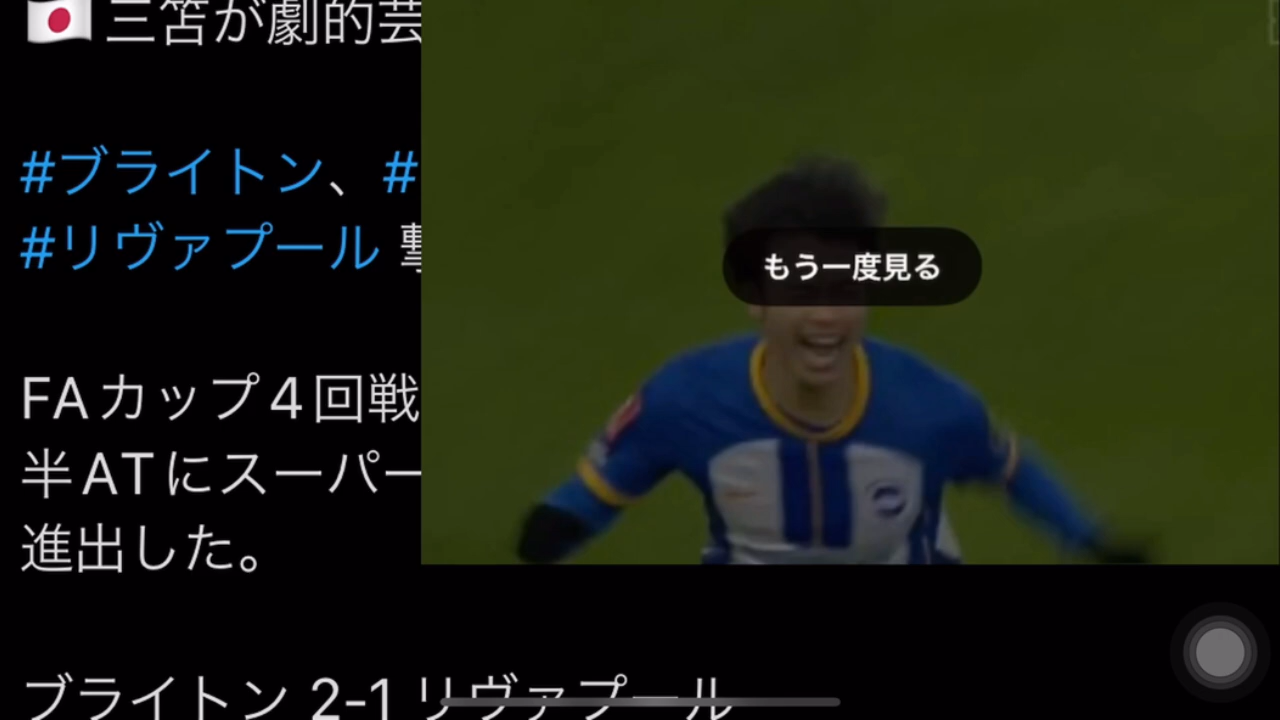 🇯🇵三笘が劇的芸
#ブライトン、#
#リヴァプール 撃
もう一度見る
FAカップ4回戦
半ATにスーパー
進出した。
ブライトン 2-1 リヴァプール